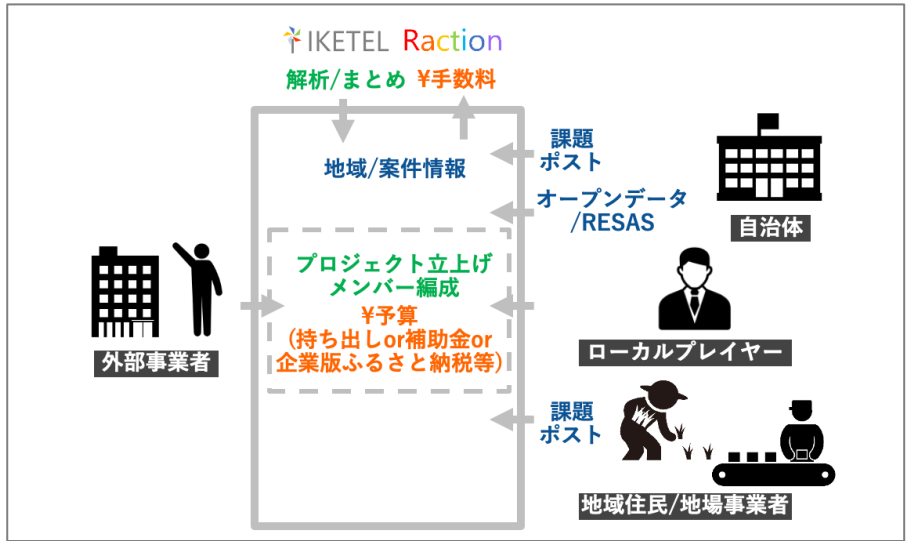 IKETEL Raction
解析/まとめ ¥手数料
地域/案件情報
課題
ポスト
オープンデータ
/RESAS
自治体
プロジェクト立上げ
メンバー編成
¥予算
(持ち出しor補助金or
企業版ふるさと納税等)
外部事業者
ローカルプレイヤー
課題
ポスト
地域住民/地場事業者